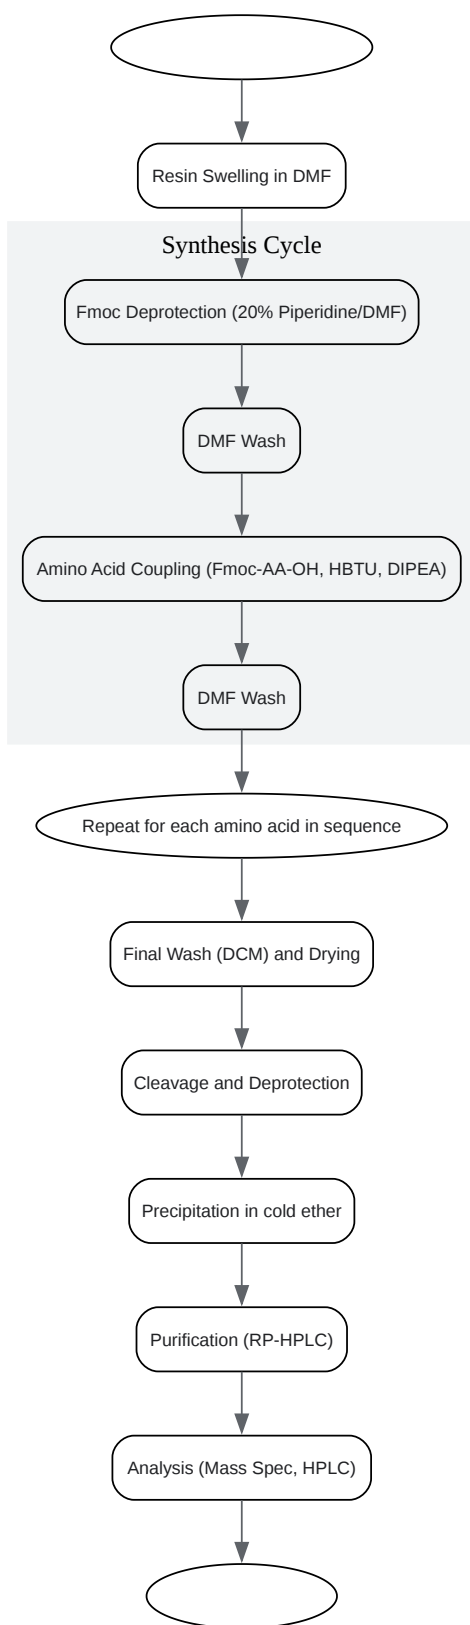 Resin Swelling in DMF
Synthesis Cycle
Fmoc Deprotection (20% Piperidine/DMF)
DMF Wash
Amino Acid Coupling (Fmoc-AA-OH, HBTU, DIPEA)
DMF Wash
Repeat for each amino acid in sequence
Final Wash (DCM) and Drying
Cleavage and Deprotection
Precipitation in cold ether
Purification (RP-HPLC)
Analysis (Mass Spec, HPLC)